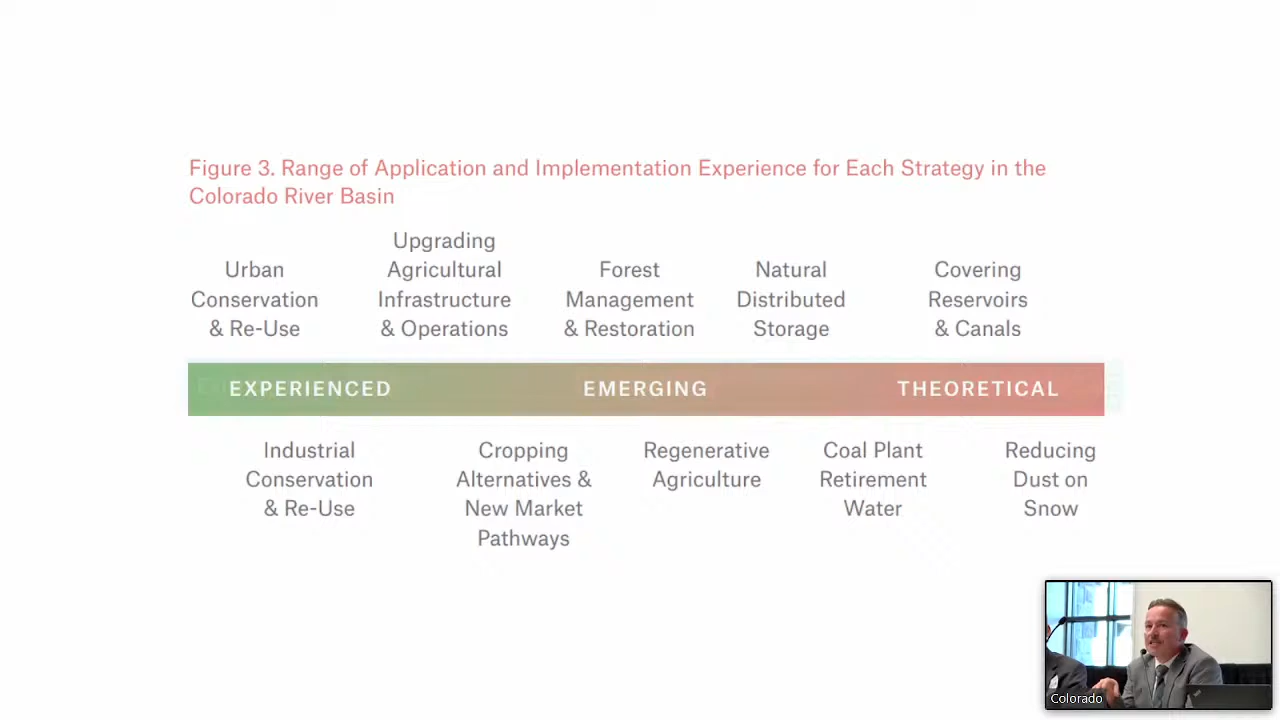 Figure 3. Range of Application and Implementation Experience for Each Strategy in the
Colorado River Basin
Urban
Conservation
& Re-Use
Upgrading
Agricultural
Infrastructure
& Operations
Forest
Management
& Restoration
Natural
Distributed
Storage
Covering
Reservoirs
& Canals
EXPERIENCED
EMERGING
THEORETICAL
Industrial
Conservation
& Re-Use
Cropping
Alternatives &
New Market
Pathways
Regenerative
Agriculture
Coal Plant
Retirement
Water
Reducing
Dust on
Snow
Colorado